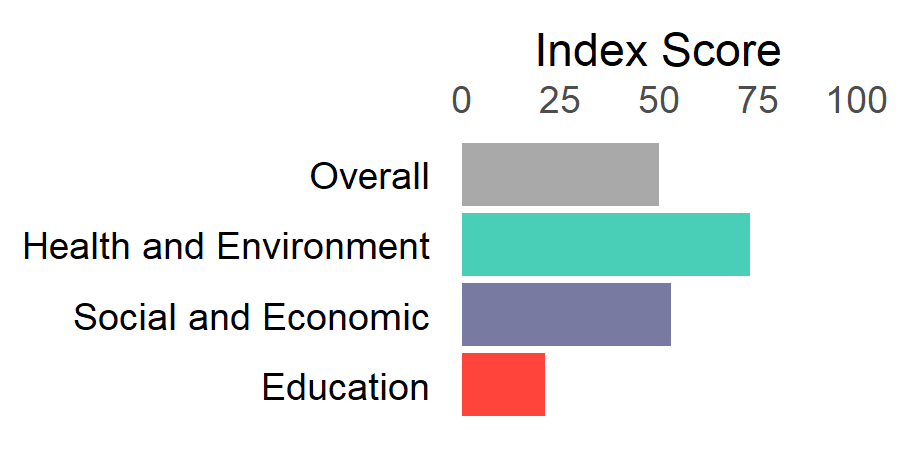 Index Score
0 25 50 75 100
Overall
Health and Environment
Social and Economic
Education